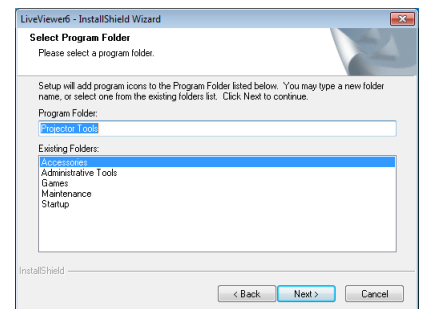 LiveViewer6 - InstallShield Wizard
Select Program Folder
Please select a program folder.
Setup will add program icons to the Program Folder listed below. You may type a new folder
name, or select one from the existing folders list. Click Next to continue.
Program Folder:
Projector Tools
Existing Folders:
Accessories
Administrative Tools
Games
Maintenance
Startup
InstallShield
< Back Next > Cancel